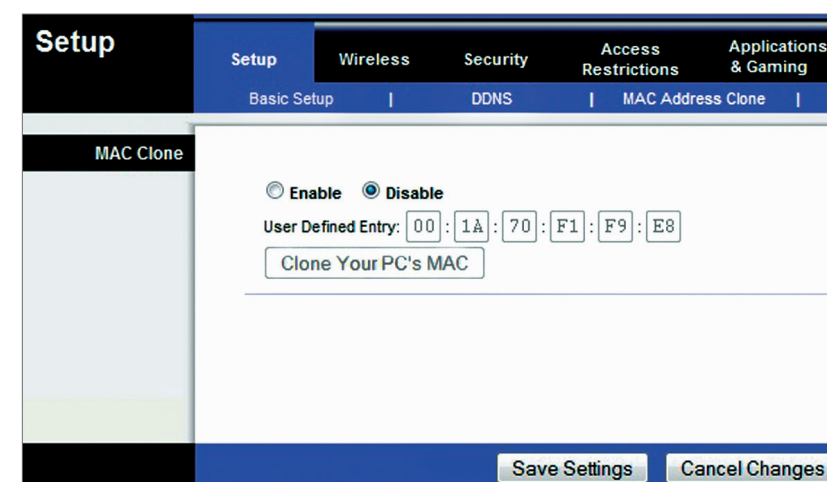 Setup
Setup Wireless Security Access Restrictions Applications & Gaming
Basic Setup | DDNS | MAC Address Clone |
MAC Clone
Enable Disable
User Defined Entry: 00 : 1A : 70 : F1 : F9 : E8
Clone Your PC's MAC
Save Settings Cancel Changes